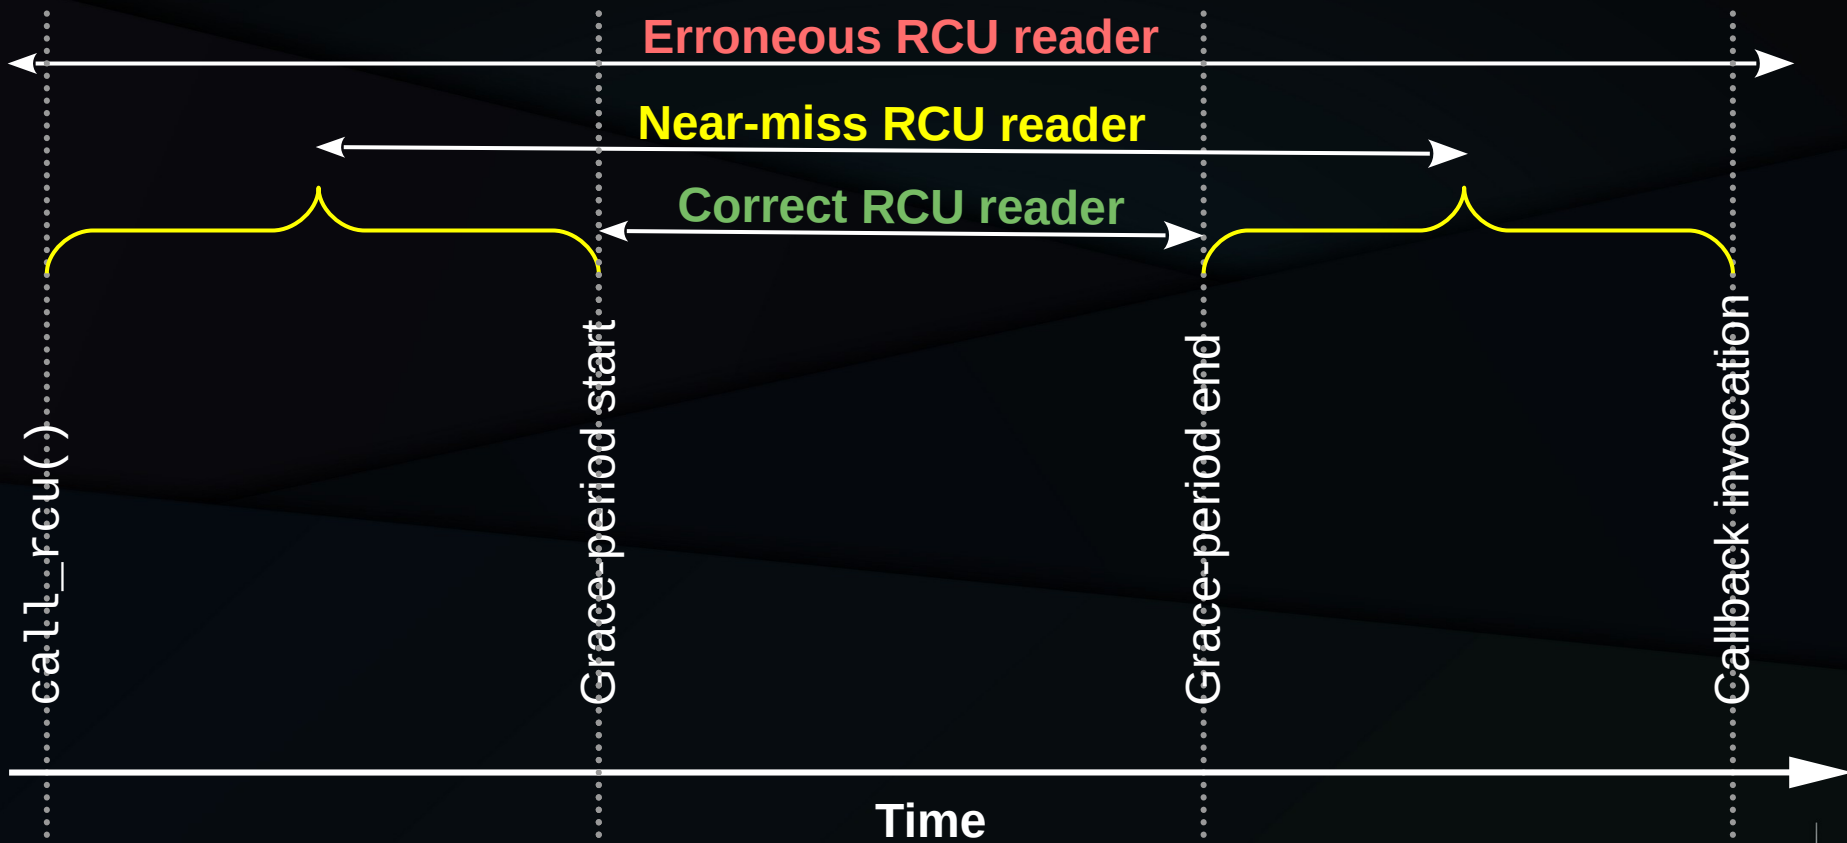 Erroneous RCU reader
Near-miss RCU reader
Correct RCU reader
call_rcu()
Grace-period start
Grace-period end
Callback invocation
Time